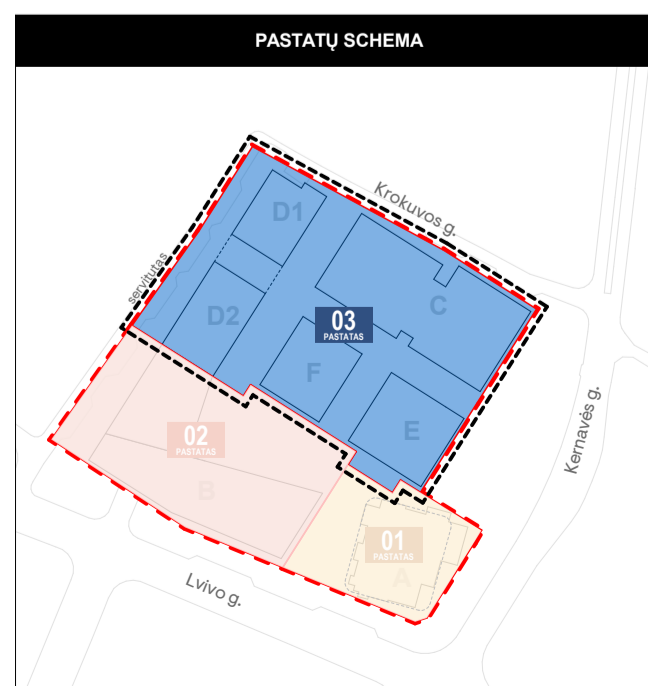 PASTATŲ SCHEMA
Krokuvos g.
D1
servitutas
C
D2
03
PASTATAS
F
Kernavės g.
E
02
PASTATAS
B
01
PASTATAS
A
Lvivo g.